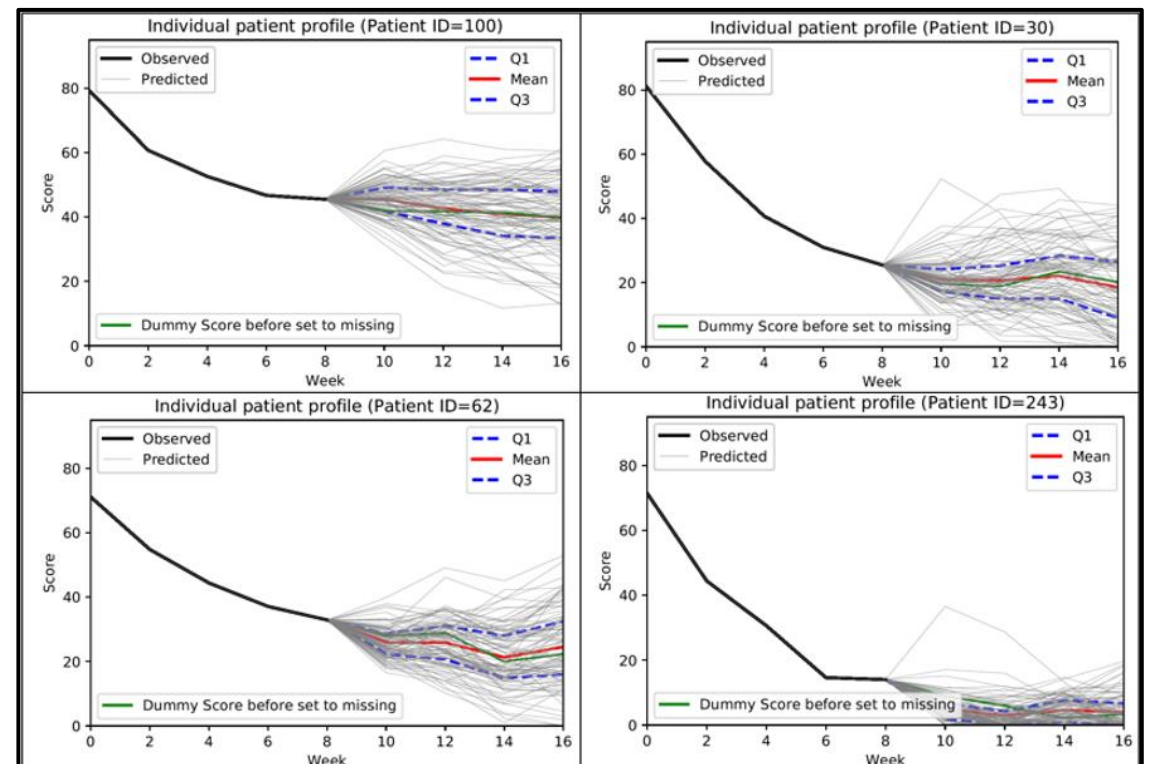 Individual patient profile (Patient ID=100)
Observed
Predicted
Q1
Mean
Q3
Score
80
60
40
20
0
Dummy Score before set to missing
0 2 4 6 8 10 12 14 16
Week
Individual patient profile (Patient ID=30)
Observed
Predicted
Q1
Mean
Q3
Score
80
60
40
20
0
Dummy Score before set to missing
0 2 4 6 8 10 12 14 16
Week
Individual patient profile (Patient ID=62)
Observed
Predicted
Q1
Mean
Q3
Score
80
60
40
20
0
Dummy Score before set to missing
0 2 4 6 8 10 12 14 16
Week
Individual patient profile (Patient ID=243)
Observed
Predicted
Q1
Mean
Q3
Score
80
60
40
20
0
Dummy Score before set to missing
0 2 4 6 8 10 12 14 16
Week